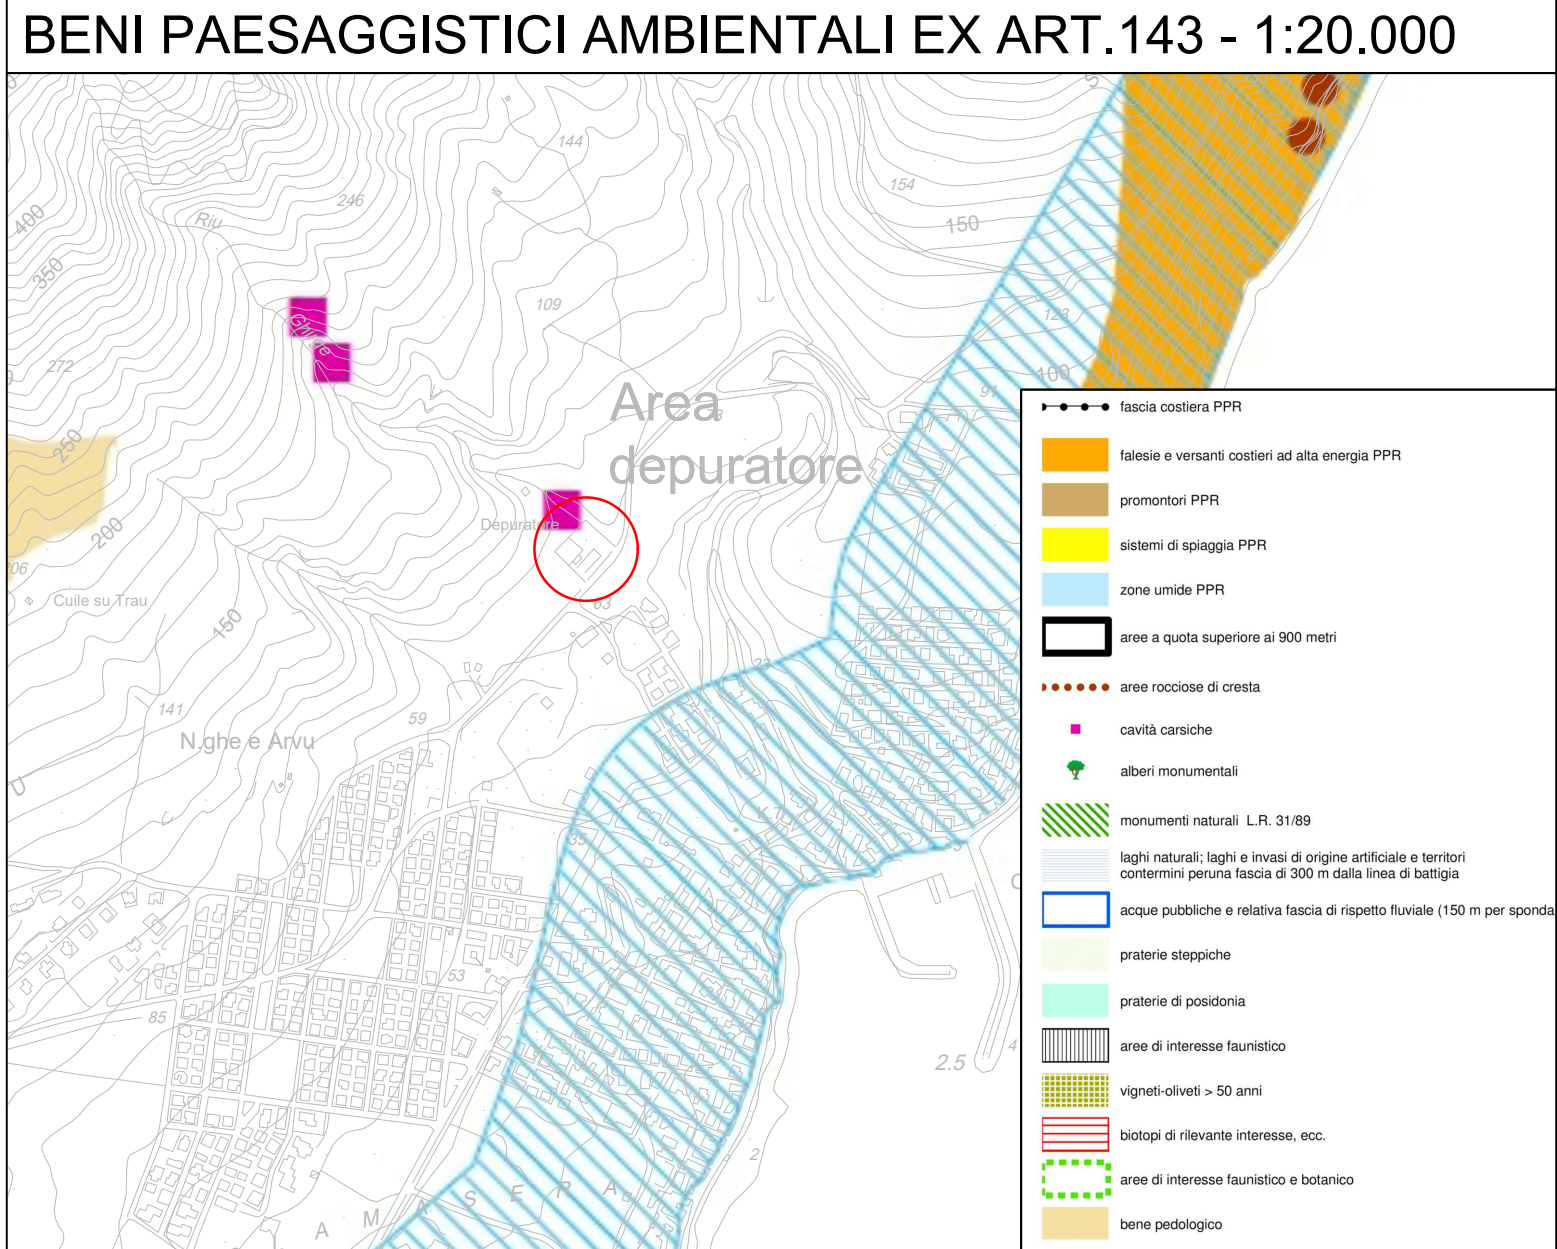 BENI PAESAGGISTICI AMBIENTALI EX ART.143 - 1:20.000
144
154
246
Riu
400
150
350
109
123
272
100
91
Area
depuratore
250
200
Depuratore
06
Cuile su Trau
63
150
23
141
59
N.ghe e Arvu
U
35
53
85
2.5
4
2
A M A S E R A
fascia costiera PPR
falesie e versanti costieri ad alta energia PPR
promontori PPR
sistemi di spiaggia PPR
zone umide PPR
aree a quota superiore ai 900 metri
aree rocciose di cresta
cavità carsiche
alberi monumentali
monumenti naturali L.R. 31/89
laghi naturali; laghi e invasi di origine artificiale e territori
contermini peruna fascia di 300 m dalla linea di battigia
acque pubbliche e relativa fascia di rispetto fluviale (150 m per sponda
praterie steppiche
praterie di posidonia
aree di interesse faunistico
vigneti-oliveti > 50 anni
biotopi di rilevante interesse, ecc.
aree di interesse faunistico e botanico
bene pedologico